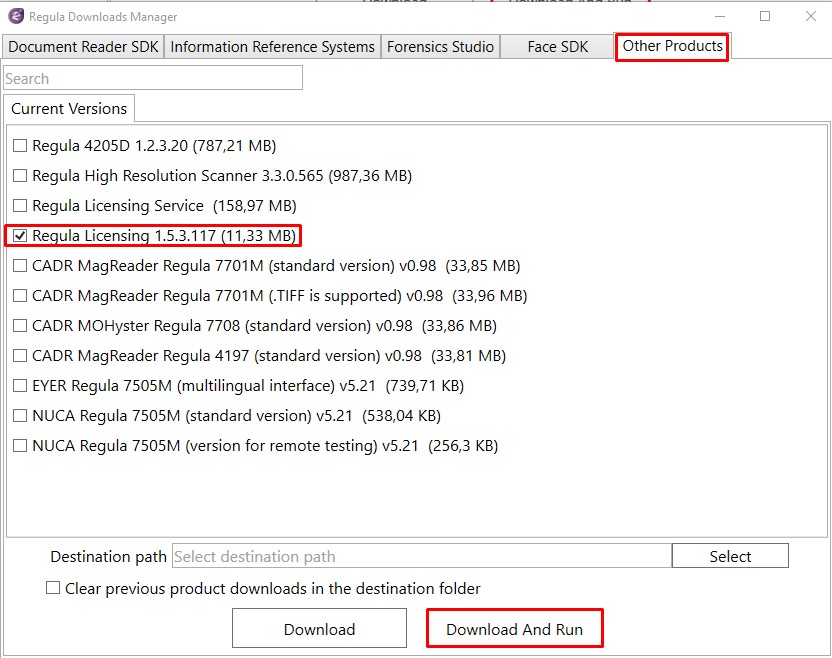 Regula Downloads Manager
Document Reader SDK
Information Reference Systems
Forensics Studio
Face SDK
Other Products
Search
Current Versions
Regula 4205D 1.2.3.20 (787,21 MB)
Regula High Resolution Scanner 3.3.0.565 (987,36 MB)
Regula Licensing Service  (158,97 MB)
Regula Licensing 1.5.3.117 (11,33 MB)
CADR MagReader Regula 7701M (standard version) v0.98  (33,85 MB)
CADR MagReader Regula 7701M (.TIFF is supported) v0.98  (33,96 MB)
CADR MOHyster Regula 7708 (standard version) v0.98  (33,86 MB)
CADR MagReader Regula 4197 (standard version) v0.98  (33,81 MB)
EYER Regula 7505M (multilingual interface) v5.21  (739,71 KB)
NUCA Regula 7505M (standard version) v5.21  (538,04 KB)
NUCA Regula 7505M (version for remote testing) v5.21  (256,3 KB)
Destination path
Select destination path
Select
Clear previous product downloads in the destination folder
Download
Download And Run